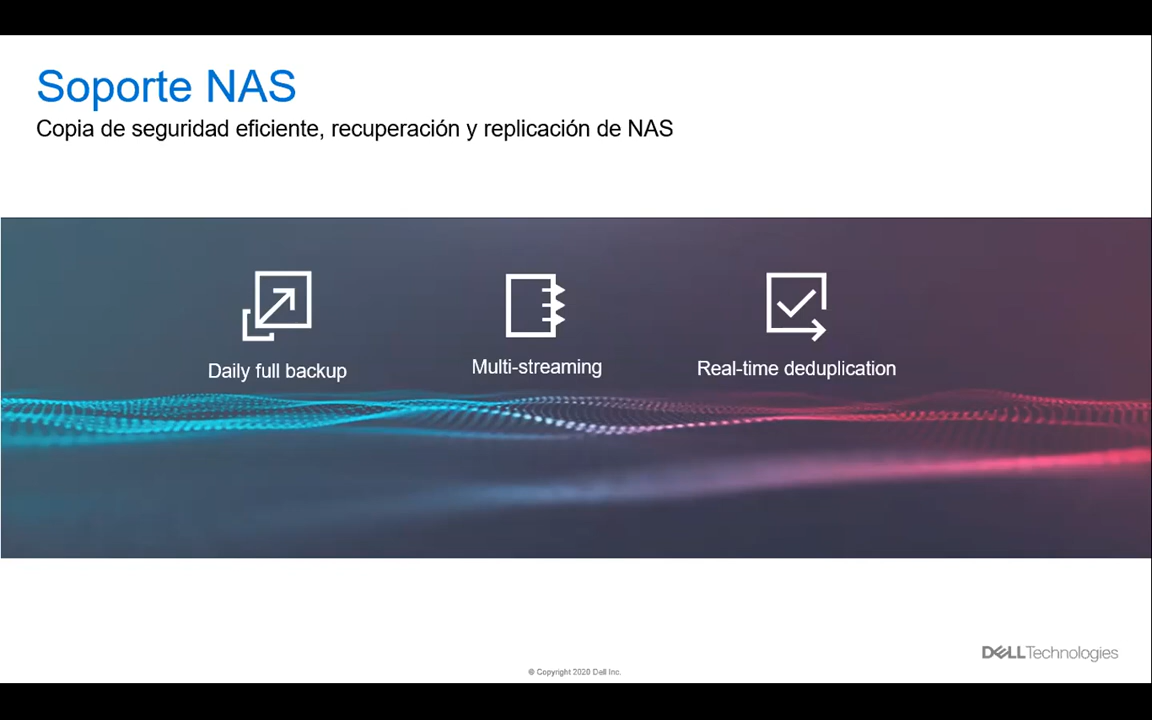 Soporte NAS
Copia de seguridad eficiente, recuperación y replicación de NAS
Daily full backup
Multi-streaming
Real-time deduplication
DELLTechnologies
© Copyright 2020 Dell Inc.